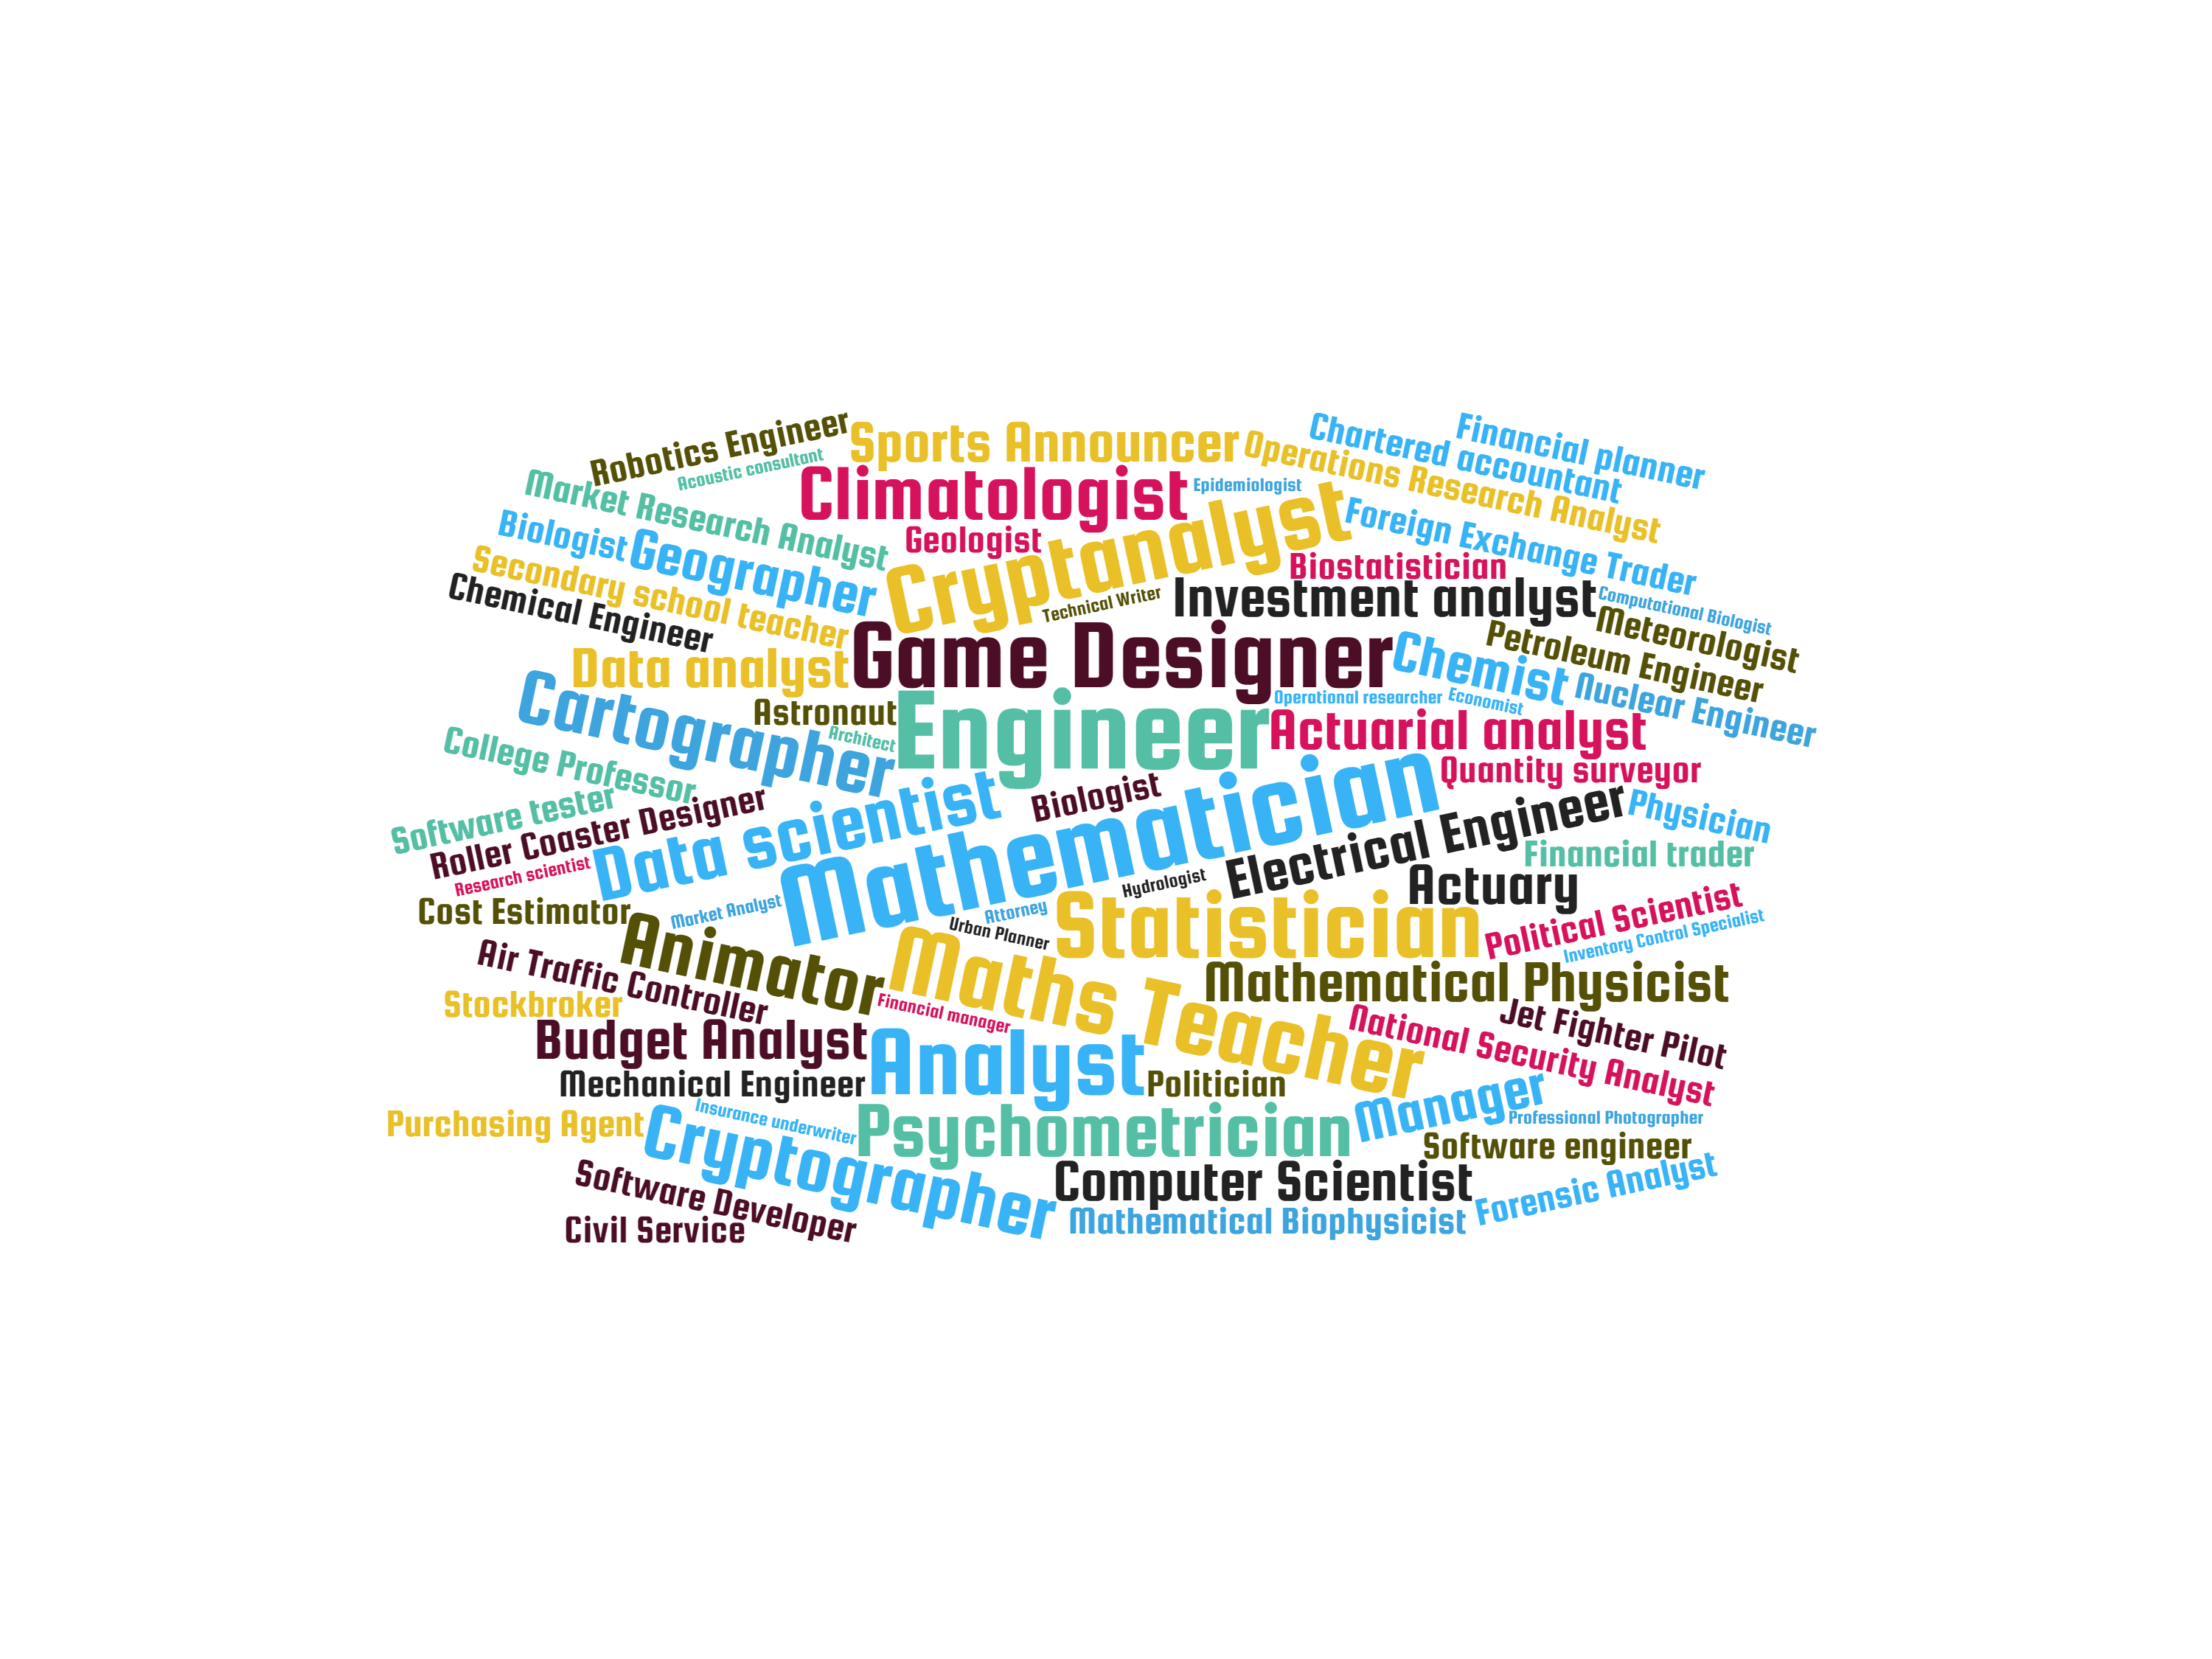 Robotics Engineer
Acoustic consultant
Sports Announcer
Chartered accountant
Financial planner
Operations Research Analyst
Market Research Analyst
Climatologist
Epidemiologist
Cryptanalyst
Foreign Exchange Trader
Biologist
Geographer
Geologist
Biostatistician
Secondary school teacher
Chemical Engineer
Technical Writer
Investment analyst
Computational Biologist
Meteorologist
Petroleum Engineer
Data analyst
Game Designer
Chemist
Nuclear Engineer
Cartographer
Astronaut
Architect
Engineer
Operational researcher
Economist
Actuarial analyst
College Professor
Quantity surveyor
Software tester
Roller Coaster Designer
Research scientist
Data scientist
Biologist
Mathematician
Electrical Engineer
Physician
Financial trader
Hydrologist
Actuary
Cost Estimator
Market Analyst
Attorney
Urban Planner
Statistician
Political Scientist
Inventory Control Specialist
Animator
Air Traffic Controller
Maths Teacher
Mathematical Physicist
Stockbroker
Financial manager
Jet Fighter Pilot
National Security Analyst
Budget Analyst
Analyst
Mechanical Engineer
Politician
Manager
Professional Photographer
Purchasing Agent
Insurance underwriter
Cryptographer
Psychometrician
Software engineer
Software Developer
Computer Scientist
Forensic Analyst
Civil Service
Mathematical Biophysicist